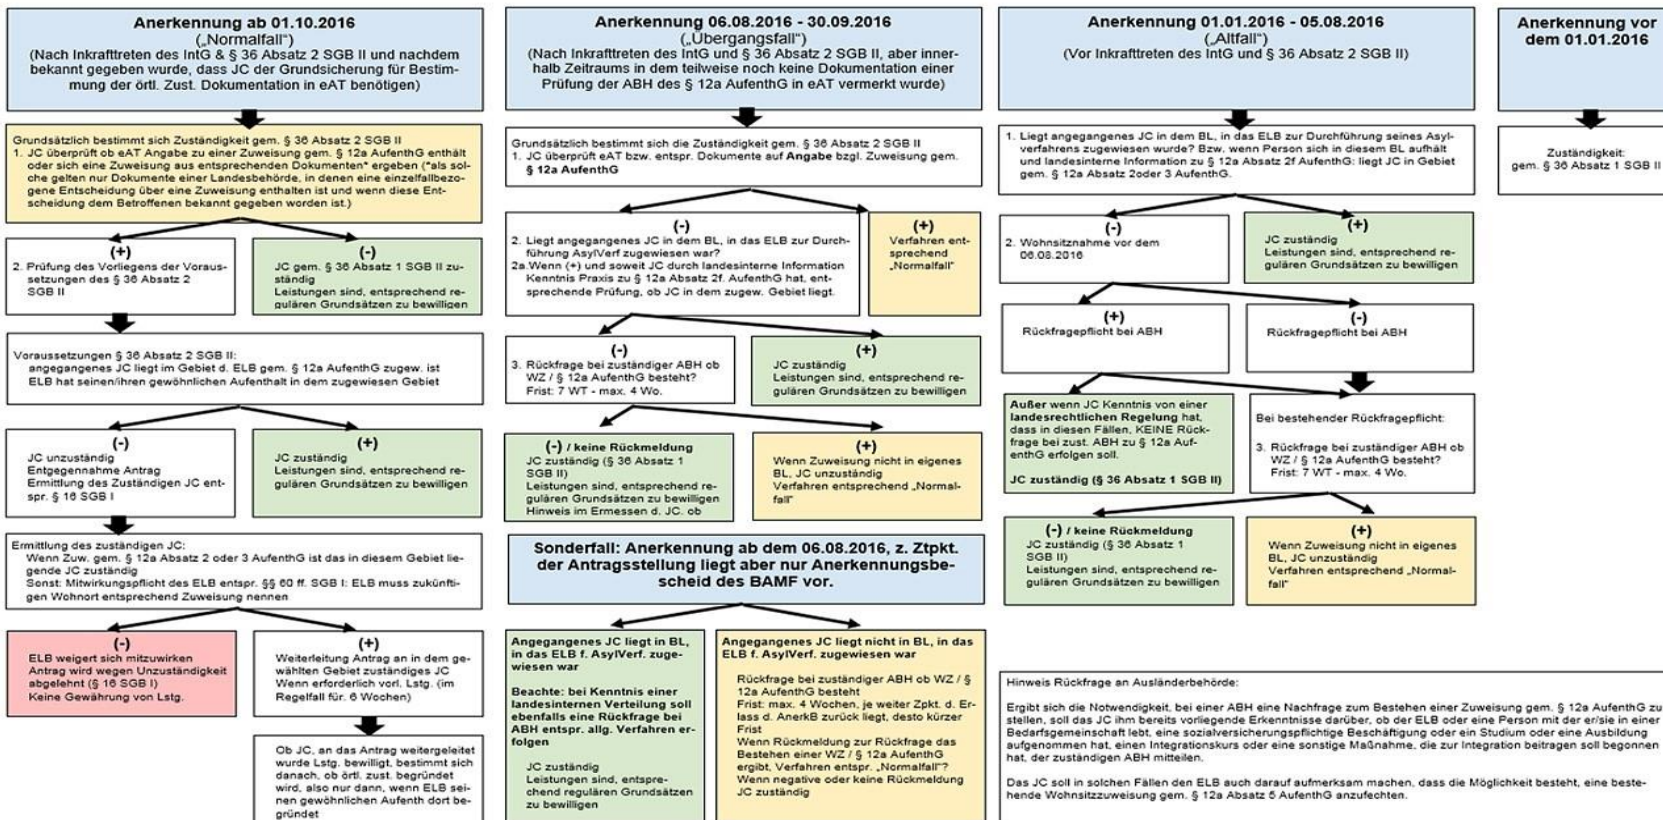 Anerkennung ab 01.10.2016
(„Normalfall")
(Nach Inkrafttreten des IntG & § 36 Absatz 2 SGB II und nachdem
bekannt gegeben wurde, dass JC der Grundsicherung für Bestim-
mung der örtl. Zust. Dokumentation in eAT benötigen)
Grundsätzlich bestimmt sich Zuständigkeit gem. § 36 Absatz 2 SGB II
1. JC überprüft ob eAT Angabe zu einer Zuweisung gem. § 12a AufenthG enthält
oder sich eine Zuweisung aus entsprechenden Dokumenten* ergeben (*als sol-
che gelten nur Dokumente einer Landesbehörde, in denen eine einzelfallbezo-
gene Entscheidung über eine Zuweisung enthalten ist und wenn diese Ent-
scheidung dem Betroffenen bekannt gegeben worden ist.)
(+)
2. Prüfung des Vorliegens der Voraus-
setzungen des § 36 Absatz 2
SGB II
(-)
JC gem. § 36 Absatz 1 SGB II zu-
ständig
Leistungen sind, entsprechend re-
gulären Grundsätzen zu bewilligen
Voraussetzungen § 36 Absatz 2 SGB II:
angegangenes JC liegt im Gebiet d. ELB gem. § 12a AufenthG zugew. ist
ELB hat seinen/ihren gewöhnlichen Aufenthalt in dem zugewiesen Gebiet
(-)
JC unzuständig
Entgegennahme Antrag
Ermittlung des Zuständigen JC ent-
spr. § 16 SGB I
(+)
JC zuständig
Leistungen sind, entsprechend re-
gulären Grundsätzen zu bewilligen
Ermittlung des zuständigen JC:
Wenn Zuw. gem. § 12a Absatz 2 oder 3 AufenthG ist das in diesem Gebiet lie-
gende JC zuständig
Sonst: Mitwirkungspflicht des ELB entspr. §§ 60 ff. SGB I: ELB muss zukünfti-
gen Wohnort entsprechend Zuweisung nennen
(-)
ELB weigert sich mitzuwirken
Antrag wird wegen Unzuständigkeit
abgelehnt (§ 16 SGB I)
Keine Gewährung von Lstg.
(+)
Weiterleitung Antrag an in dem ge-
wählten Gebiet zuständiges JC
Wenn erforderlich vorl. Lstg. (im
Regelfall für. 6 Wochen)
Ob JC, an das Antrag weitergeleitet
wurde Lstg. bewilligt, bestimmt sich
danach, ob örtl. zust. begründet
wird, also nur dann, wenn ELB sei-
nen gewöhnlichen Aufenth dort be-
gründet
Anerkennung 06.08.2016 - 30.09.2016
(„Übergangsfall")
(Nach Inkrafttreten des IntG und § 36 Absatz 2 SGB II, aber inner-
halb Zeitraums in dem teilweise noch keine Dokumentation einer
Prüfung der ABH des § 12a AufenthG in eAT vermerkt wurde)
Grundsätzlich bestimmt sich die Zuständigkeit gem. § 36 Absatz 2 SGB II
1. JC überprüft eAT bzw. entspr. Dokumente auf Angabe bzgl. Zuweisung gem.
§ 12a AufenthG
(-)
2. Liegt angegangenes JC in dem BL, in das ELB zur Durch-
führung AsylVerf zugewiesen war?
2a.Wenn (+) und soweit JC durch landesinterne Information
Kenntnis Praxis zu § 12a Absatz 2f. AufenthG hat, ent-
sprechende Prüfung, ob JC in dem zugew. Gebiet liegt.
(+)
Verfahren ent-
sprechend
„Normalfall"
(-)
3. Rückfrage bei zuständiger ABH ob
WZ / § 12a AufenthG besteht?
Frist: 7 WT - max. 4 Wo.
(+)
JC zuständig
Leistungen sind, entsprechend re-
gulären Grundsätzen zu bewilligen
(-) / keine Rückmeldung
JC zuständig (§ 36 Absatz 1
SGB II)
Leistungen sind, entsprechend re-
gulären Grundsätzen zu bewilligen
Hinweis im Ermessen d. JC. ob
(+)
Wenn Zuweisung nicht in eigenes
BL, JC unzuständig
Verfahren entsprechend „Normal-
fall"
Sonderfall: Anerkennung ab dem 06.08.2016, z. Ztpkt.
der Antragsstellung liegt aber nur Anerkennungsbe-
scheid des BAMF vor.
Angegangenes JC liegt in BL,
in das ELB f. AsylVerf. zuge-
wiesen war
Beachte: bei Kenntnis einer
landesinternen Verteilung soll
ebenfalls eine Rückfrage bei
ABH entspr. allg. Verfahren er-
folgen
JC zuständig
Leistungen sind, entspre-
chend regulären Grundsätzen
zu bewilligen
Angegangenes JC liegt nicht in BL, in das
ELB f. AsylVerf. zugewiesen war
Rückfrage bei zuständiger ABH ob WZ / §
12a AufenthG besteht
Frist: max. 4 Wochen, je weiter Zpkt. d. Er-
lass d. AnerkB zurück liegt, desto kürzer
Frist
Wenn Rückmeldung zur Rückfrage das
Bestehen einer WZ / § 12a AufenthG
ergibt, Verfahren entspr. „Normalfall"?
Wenn negative oder keine Rückmeldung
JC zuständig
Anerkennung 01.01.2016 - 05.08.2016
(„Altfall")
(Vor Inkrafttreten des IntG und § 36 Absatz 2 SGB II)
1. Liegt angegangenes JC in dem BL, in das ELB zur Durchführung seines Asyl-
verfahrens zugewiesen wurde? Bzw. wenn Person sich in diesem BL aufhält
und landesinterne Information zu § 12a Absatz 2f AufenthG: liegt JC in Gebiet
gem. § 12a Absatz 2oder 3 AufenthG.
(-)
2. Wohnsitznahme vor dem
06.08.2016
(+)
JC zuständig
Leistungen sind, entsprechend re-
gulären Grundsätzen zu bewilligen
(+)
Rückfragepflicht bei ABH
(-)
Rückfragepflicht bei ABH
Außer wenn JC Kenntnis von einer
landesrechtlichen Regelung hat,
dass in diesen Fällen, KEINE Rück-
frage bei zust. ABH zu § 12a Auf-
enthG erfolgen soll.
JC zuständig (§ 36 Absatz 1 SGB II)
Bei bestehender Rückfragepflicht:
3. Rückfrage bei zuständiger ABH ob
WZ / § 12a AufenthG besteht?
Frist: 7 WT - max. 4 Wo.
(-) / keine Rückmeldung
JC zuständig (§ 36 Absatz 1
SGB II)
Leistungen sind, entsprechend re-
gulären Grundsätzen zu bewilligen
(+)
Wenn Zuweisung nicht in eigenes
BL, JC unzuständig
Verfahren entsprechend „Normal-
fall"
Anerkennung vor
dem 01.01.2016
Zuständigkeit:
gem. § 36 Absatz 1 SGB II
Hinweis Rückfrage an Ausländerbehörde:
Ergibt sich die Notwendigkeit, bei einer ABH eine Nachfrage zum Bestehen einer Zuweisung gem. § 12a AufenthG zu
stellen, soll das JC ihm bereits vorliegende Erkenntnisse darüber, ob der ELB oder eine Person mit der er/sie in einer
Bedarfsgemeinschaft lebt, eine sozialversicherungspflichtige Beschäftigung oder ein Studium oder eine Ausbildung
aufgenommen hat, einen Integrationskurs oder eine sonstige Maßnahme, die zur Integration beitragen soll begonnen
hat, der zuständigen ABH mitteilen.
Das JC soll in solchen Fällen den ELB auch darauf aufmerksam machen, dass die Möglichkeit besteht, eine beste-
hende Wohnsitzzuweisung gem. § 12a Absatz 5 AufenthG anzufechten.